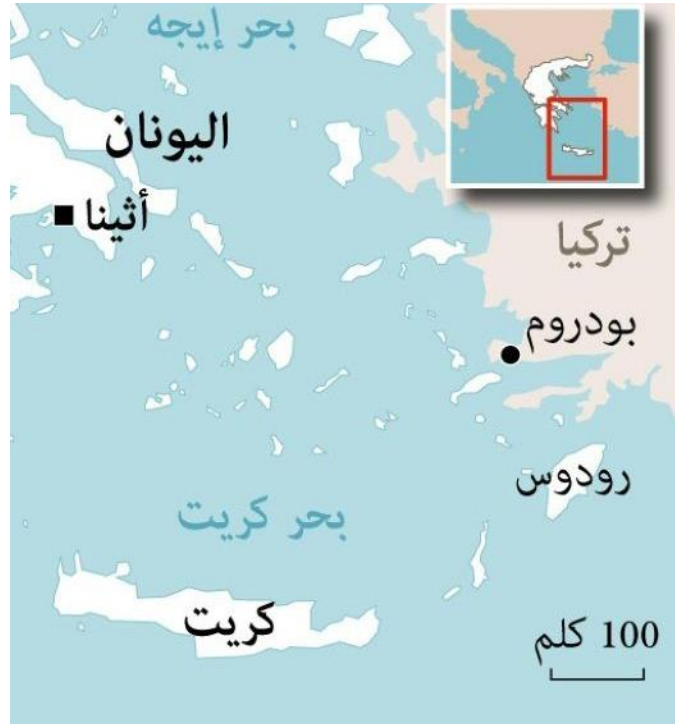 بحر إيجه
اليونان
أثينا
تركيا
بودروم
رودوس
بحر كريت
كريت
100 كلم